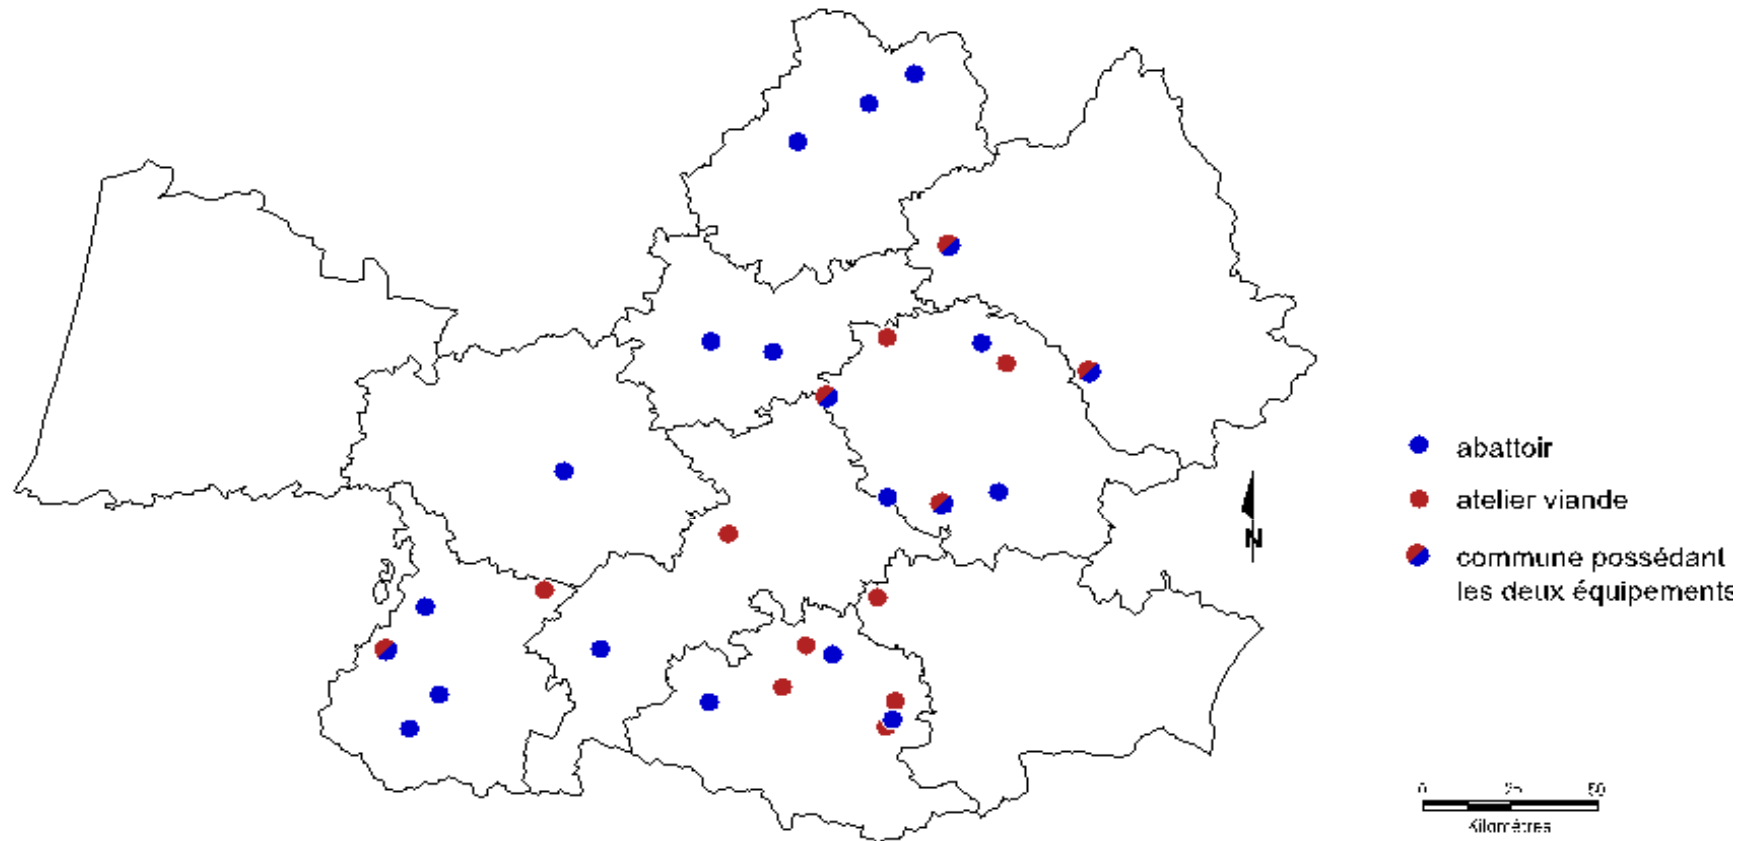 abattoir
atelier viande
commune possédant
les deux équipements
N
0 25 50
Kilomètres